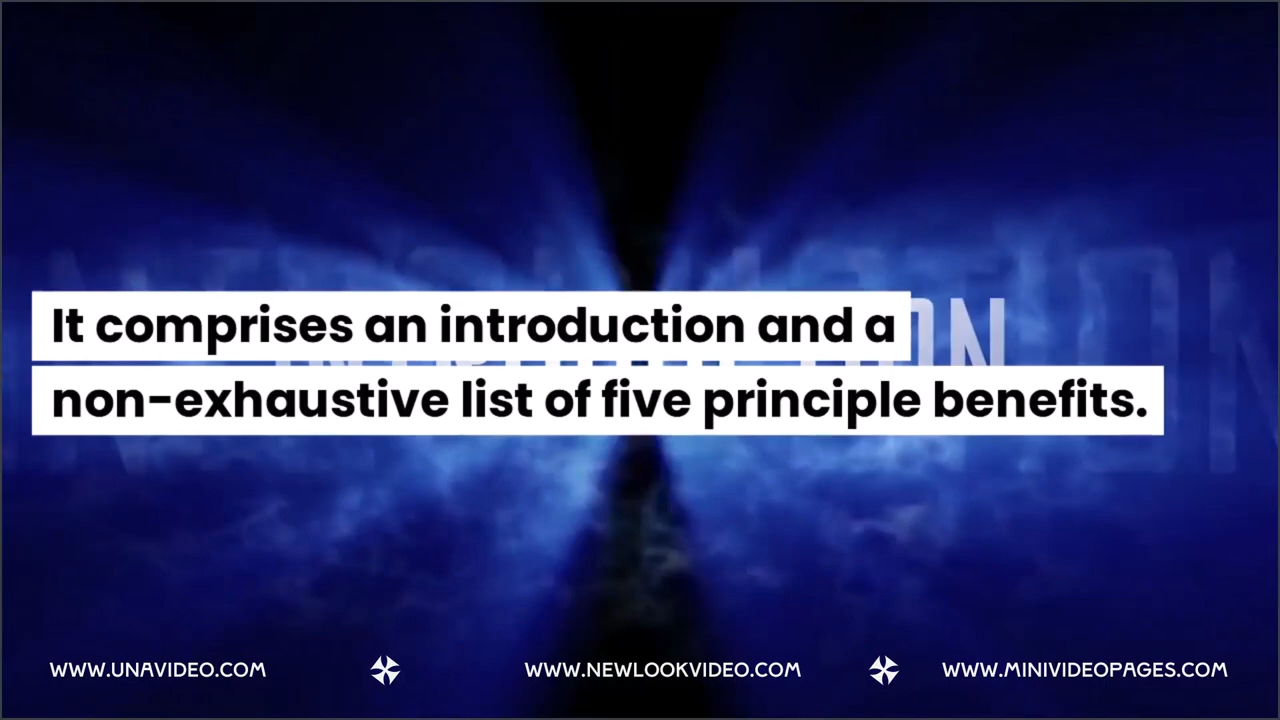 It comprises an introduction and a
non-exhaustive list of five principle benefits.
WWW.UNAVIDEO.COM
WWW.NEWLOOKVIDEO.COM
WWW.MINIVIDEOPAGES.COM